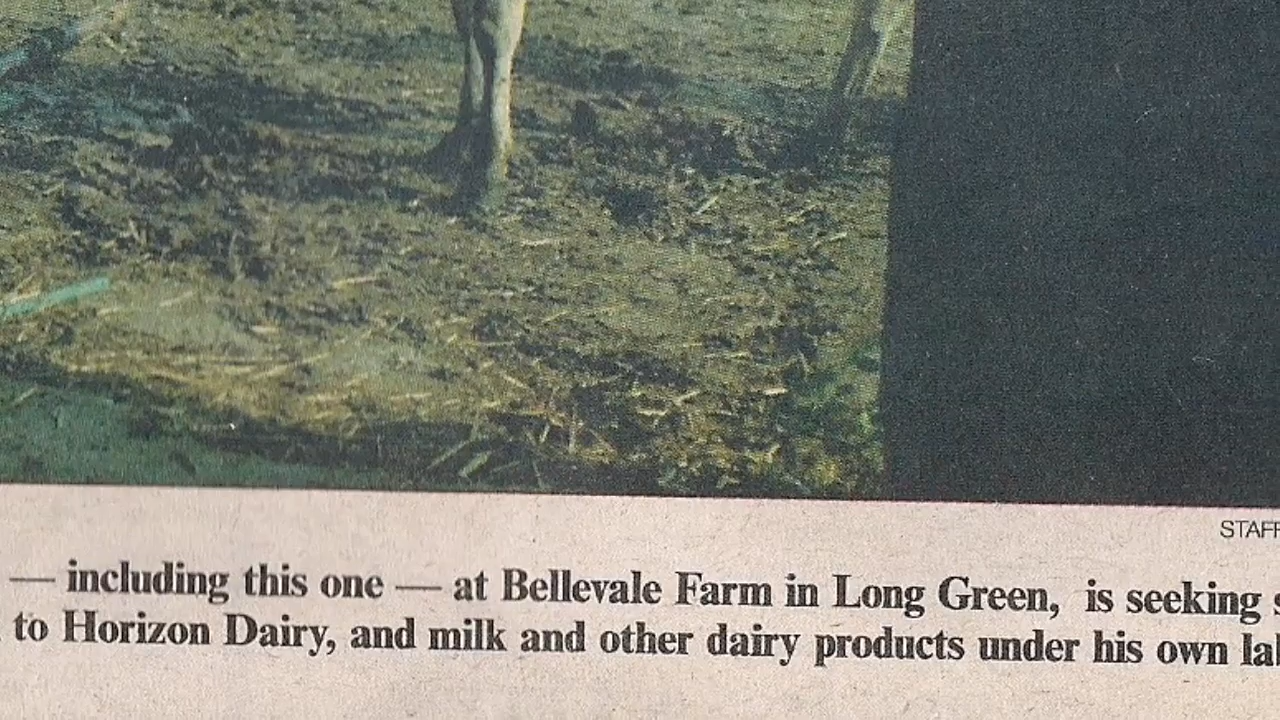 STAFF
— including this one — at Bellevale Farm in Long Green, is seeking
to Horizon Dairy, and milk and other dairy products under his own